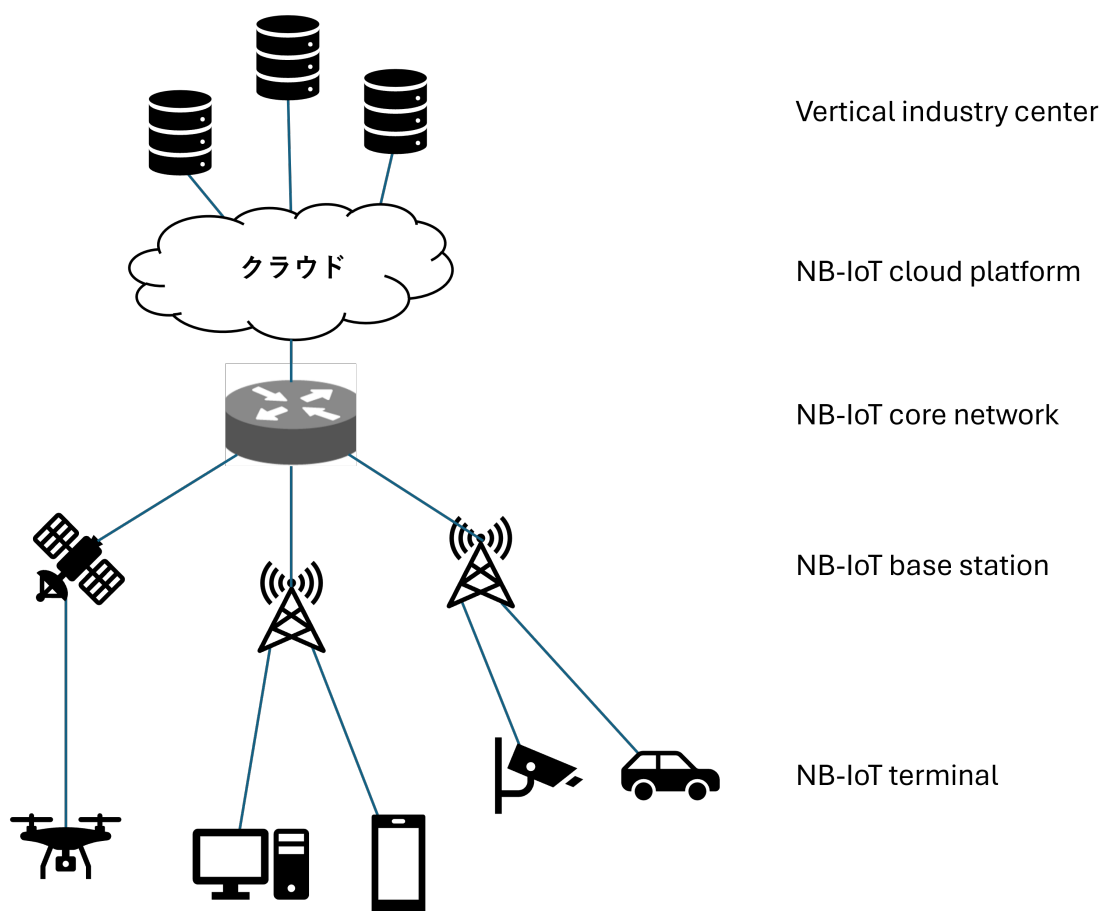 Vertical industry center
クラウド
NB-IoT cloud platform
NB-IoT core network
NB-IoT base station
NB-IoT terminal